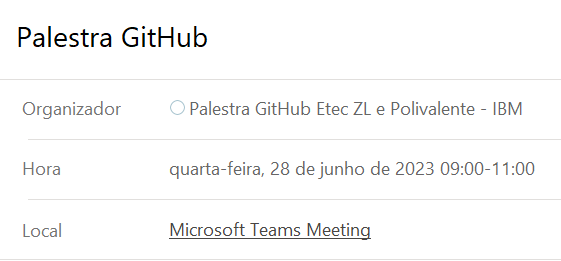 Palestra GitHub
Organizador Palestra GitHub Etec ZL e Polivalente - IBM
Hora quarta-feira, 28 de junho de 2023 09:00-11:00
Local Microsoft Teams Meeting